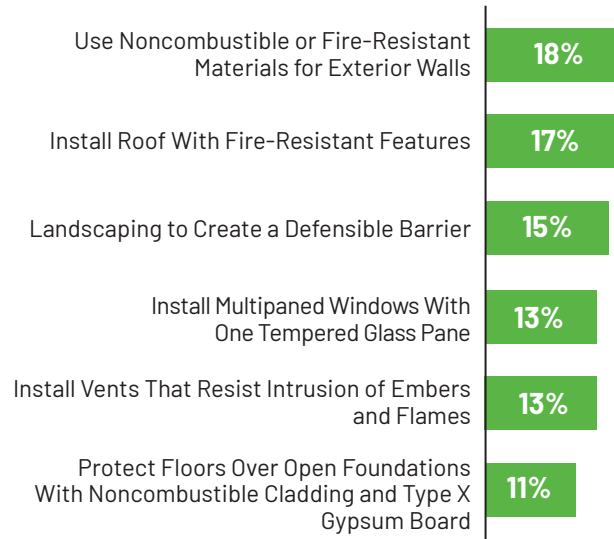 Use Noncombustible or Fire-Resistant
Materials for Exterior Walls
18%
Install Roof With Fire-Resistant Features
17%
Landscaping to Create a Defensible Barrier
15%
Install Multipaned Windows With
One Tempered Glass Pane
13%
Install Vents That Resist Intrusion of Embers
and Flames
13%
Protect Floors Over Open Foundations
With Noncombustible Cladding and Type X
Gypsum Board
11%